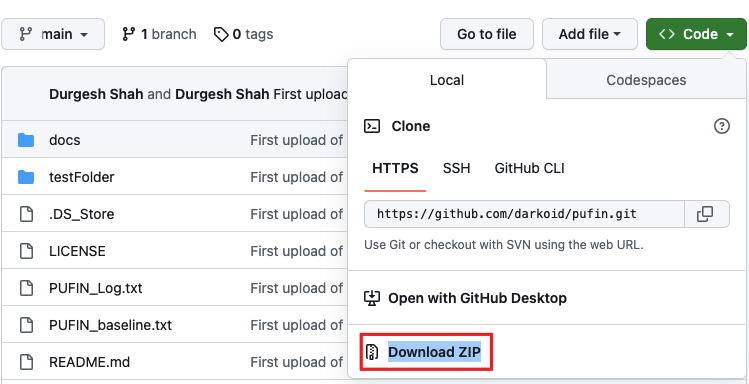 main 1 branch 0 tags Go to file Add file <> Code
Local Codespaces
Durgesh Shah and Durgesh Shah First upload
Clone
docs First upload of
HTTPS SSH GitHub CLI
testFolder First upload of
.DS_Store First upload of
https://github.com/darkoid/pufin.git
LICENSE First upload of
Use Git or checkout with SVN using the web URL.
PUFIN_Log.txt First upload of
Open with GitHub Desktop
PUFIN_baseline.txt First upload of
Download ZIP
README.md First upload of